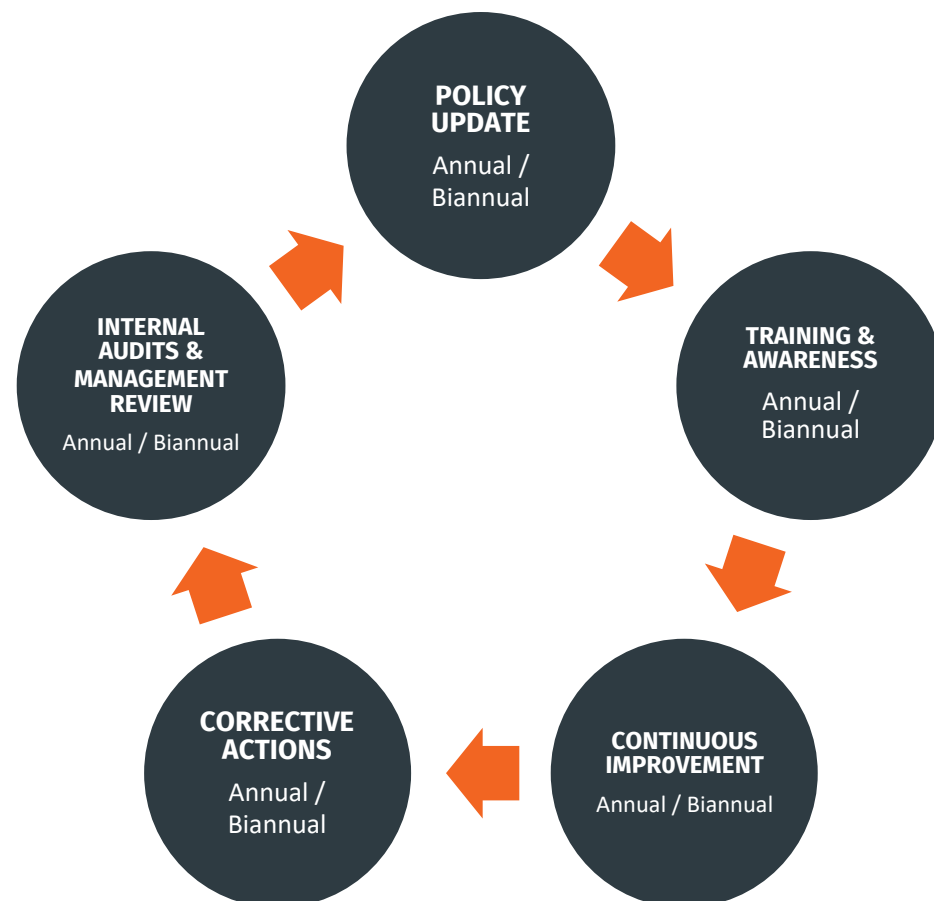 POLICY
UPDATE
Annual /
Biannual
TRAINING &
AWARENESS
Annual /
Biannual
CONTINUOUS
IMPR0VEMENT
Annual / Biannual
CORRECTIVE
ACTIONS
Annual /
Biannual
INTERNAL
AUDITS &
MANAGEMENT
REVIEW
Annual / Biannual